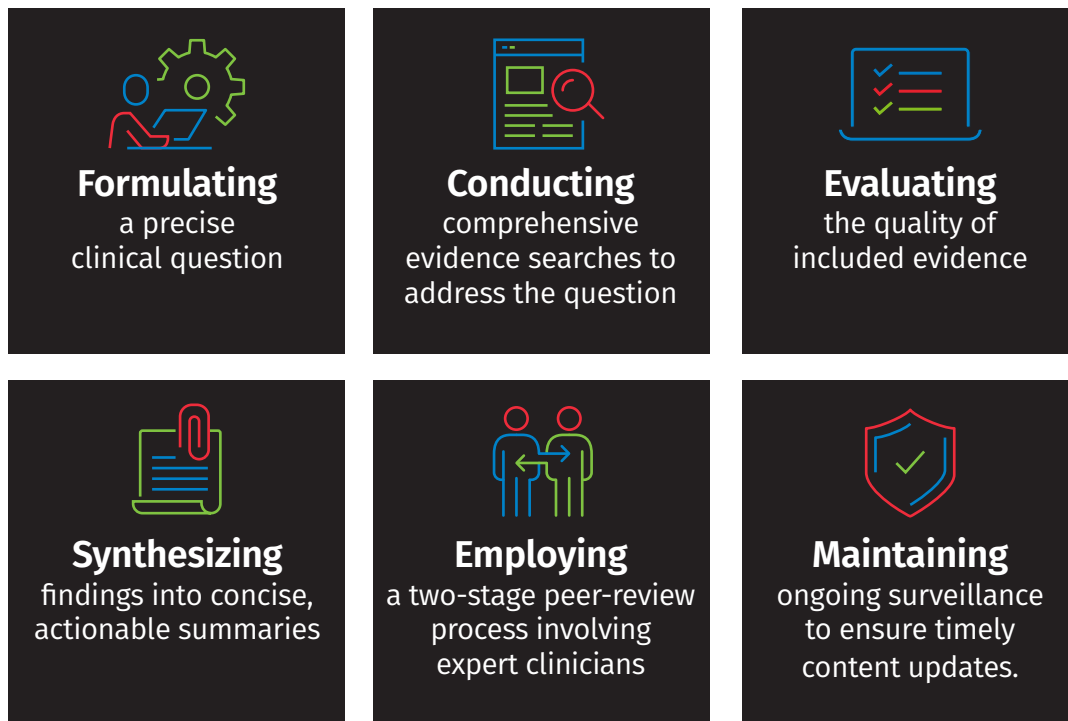 Formulating
a precise
clinical question
Conducting
comprehensive
evidence searches to
address the question
Evaluating
the quality of
included evidence
Synthesizing
findings into concise,
actionable summaries
Employing
a two-stage peer-review
process involving
expert clinicians
Maintaining
ongoing surveillance
to ensure timely
content updates.